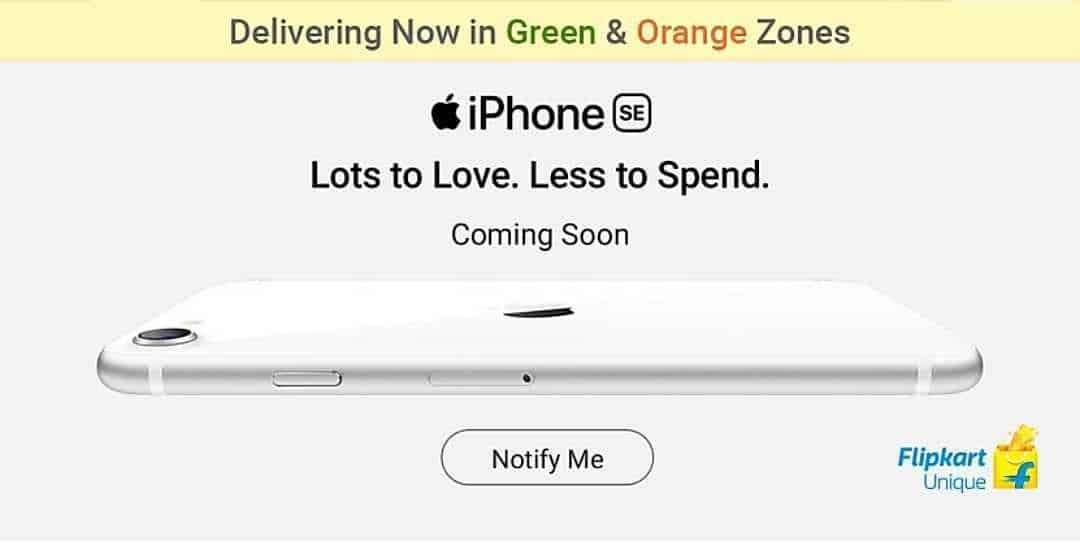 Delivering Now in Green & Orange Zones
iPhone SE
Lots to Love. Less to Spend.
Coming Soon
Notify Me
Flipkart
Unique